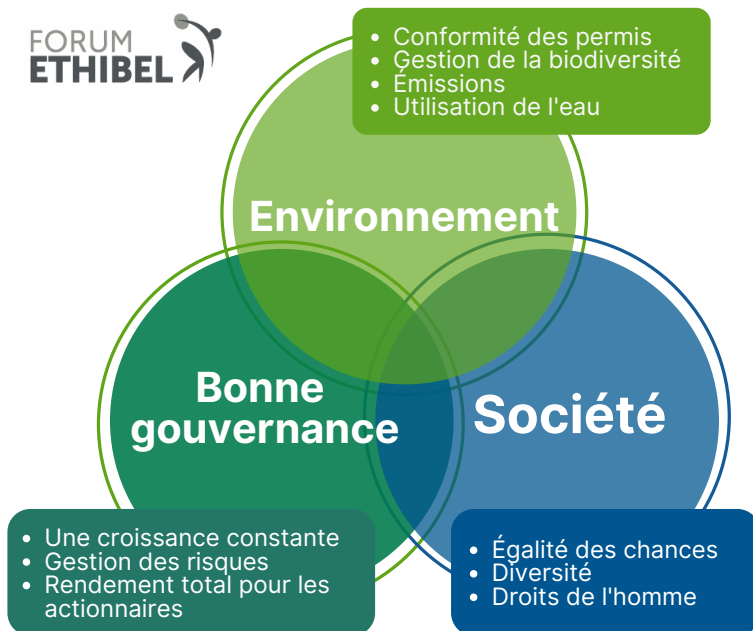 FORUM
ETHIBEL
• Conformité des permis
• Gestion de la biodiversité
• Émissions
• Utilisation de l'eau
Environnement
Bonne
gouvernance
Société
• Une croissance constante
• Gestion des risques
• Rendement total pour les
actionnaires
• Égalité des chances
• Diversité
• Droits de l'homme